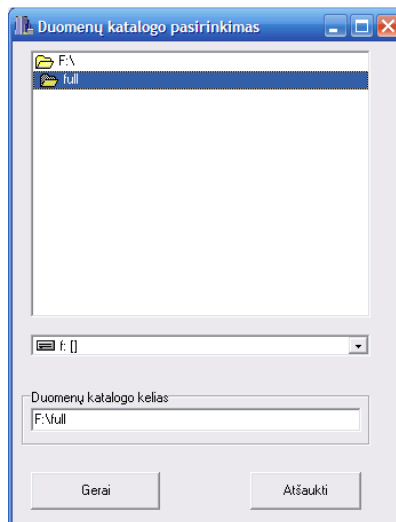 Duomenų katalogo pasirinkimas
F:\
full
f: []
Duomenų katalogo kelias
F:\full
Gerai Atšaukti